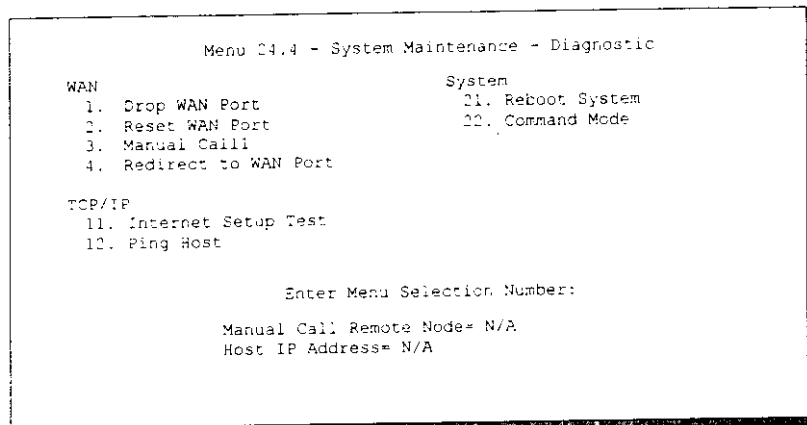 Menu 24.4 - System Maintenance - Diagnostic
WAN
1. Drop WAN Port
2. Reset WAN Port
3. Manual Call1
4. Redirect to WAN Port
TCP/IP
11. Internet Setup Test
12. Ping Host
System
21. Reboot System
22. Command Mode
Enter Menu Selection Number:
Manual Call Remote Node= N/A
Host IP Address= N/A